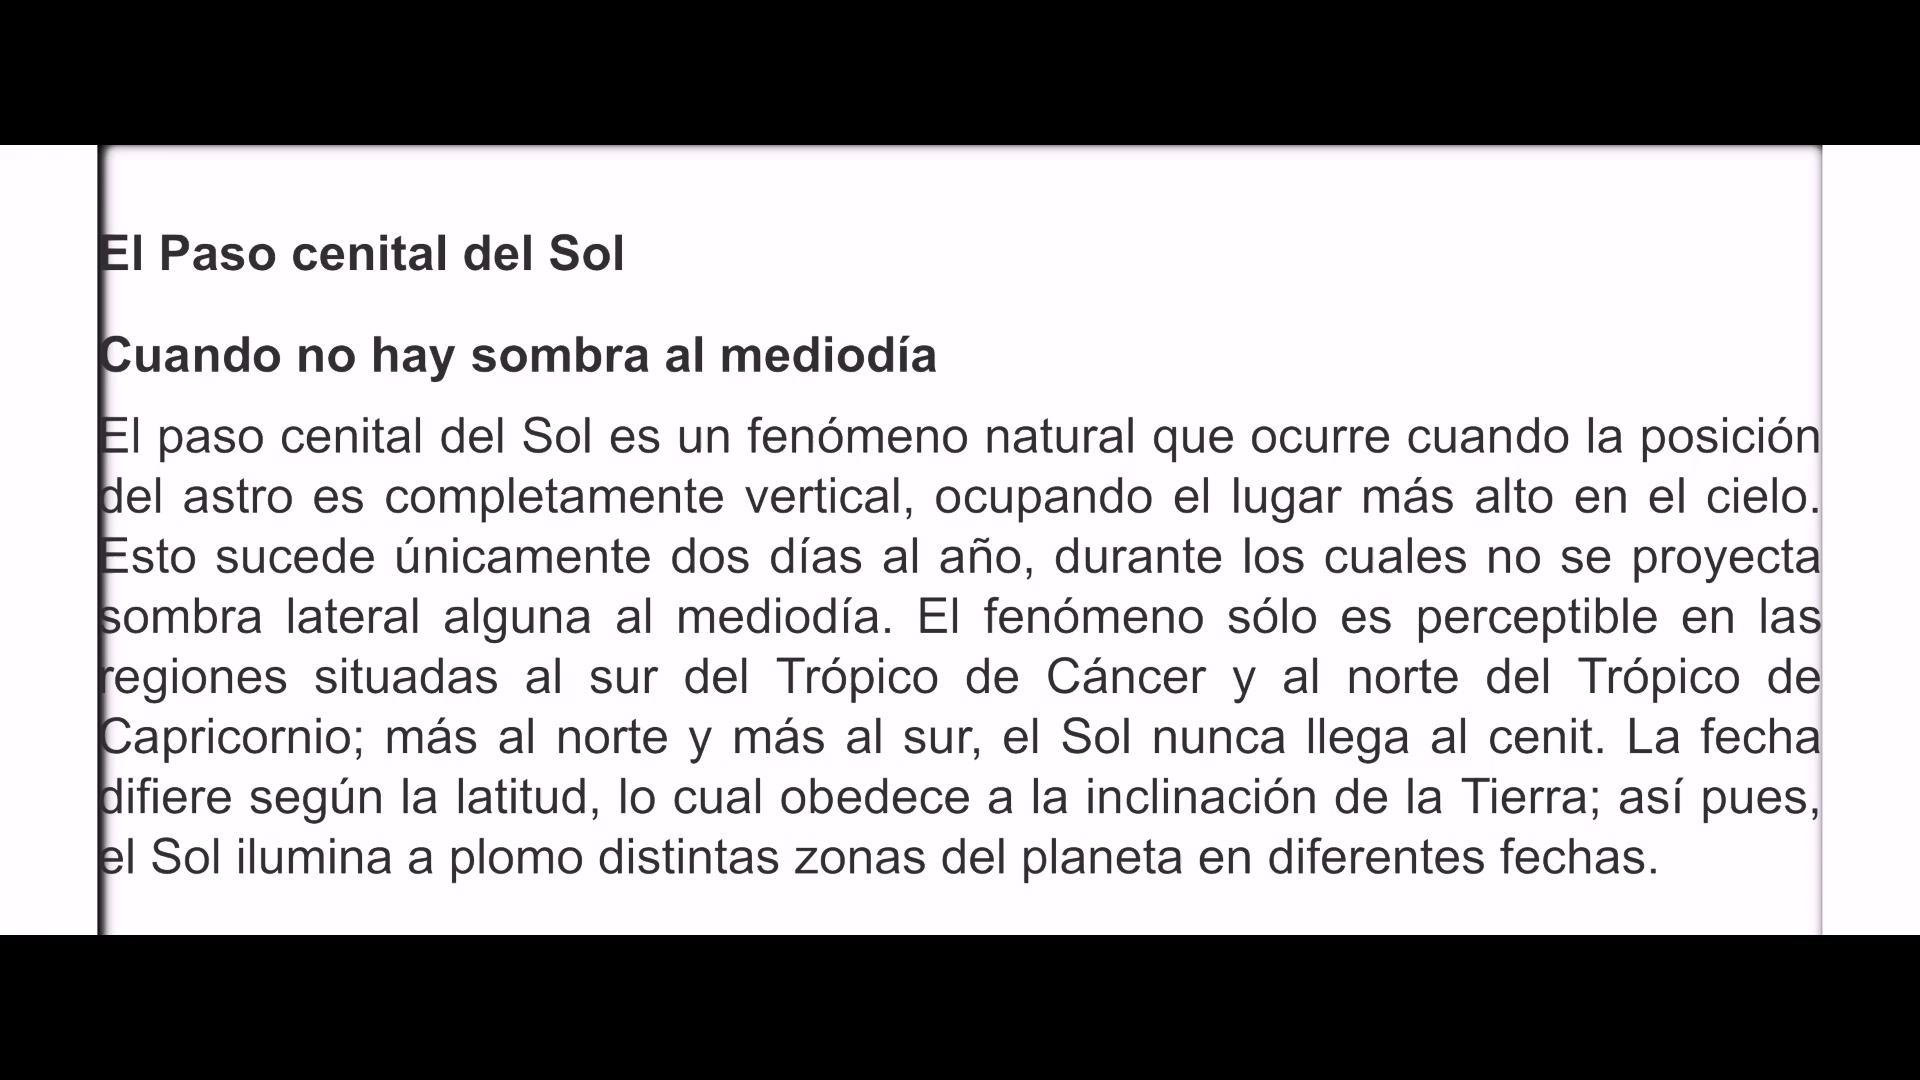 El Paso cenital del Sol
Cuando no hay sombra al mediodía
El paso cenital del Sol es un fenómeno natural que ocurre cuando la posición
del astro es completamente vertical, ocupando el lugar más alto en el cielo.
Esto sucede únicamente dos días al año, durante los cuales no se proyecta
sombra lateral alguna al mediodía. El fenómeno sólo es perceptible en las
regiones situadas al sur del Trópico de Cáncer y al norte del Trópico de
Capricornio; más al norte y más al sur, el Sol nunca llega al cenit. La fecha
difiere según la latitud, lo cual obedece a la inclinación de la Tierra; así pues,
el Sol ilumina a plomo distintas zonas del planeta en diferentes fechas.